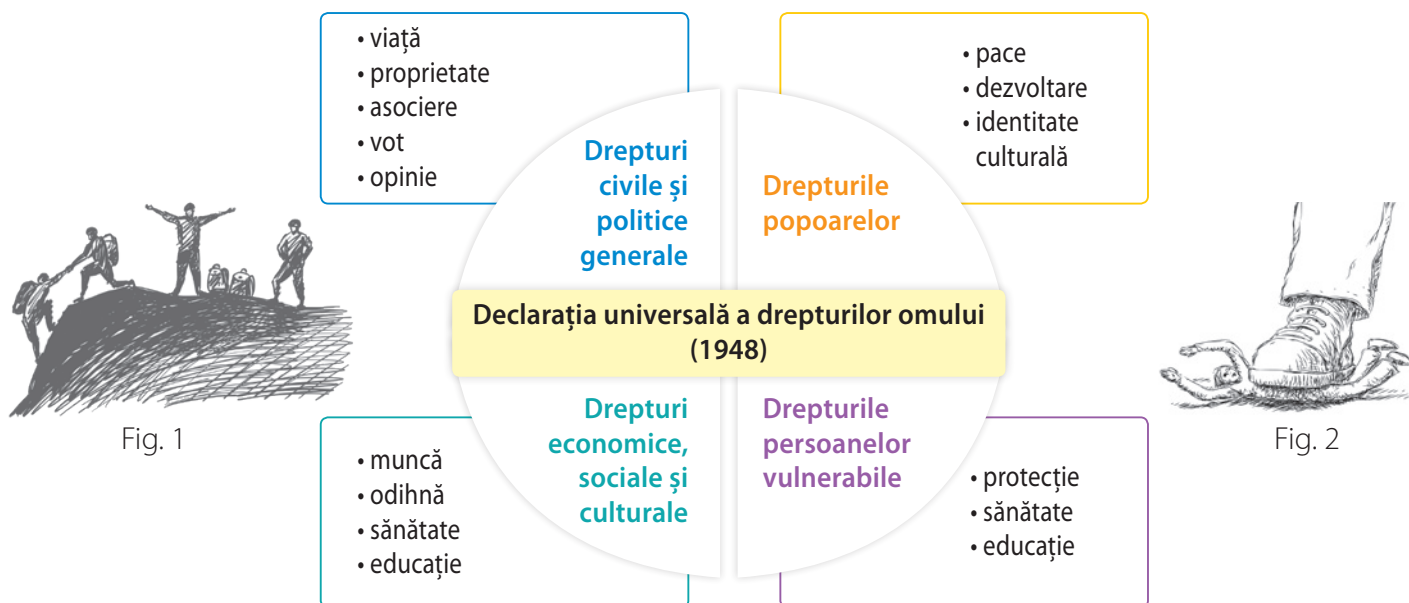 • viață
• proprietate
• asociere
• vot
• opinie
Drepturi
civile și
politice
generale
• pace
• dezvoltare
• identitate
culturală
Drepturile
popoarelor
Declarația universală a drepturilor omului
(1948)
Fig. 1
Fig. 2
Drepturi
economice,
sociale și
culturale
• muncă
• odihnă
• sănătate
• educație
Drepturile
persoanelor
vulnerabile
• protecție
• sănătate
• educație